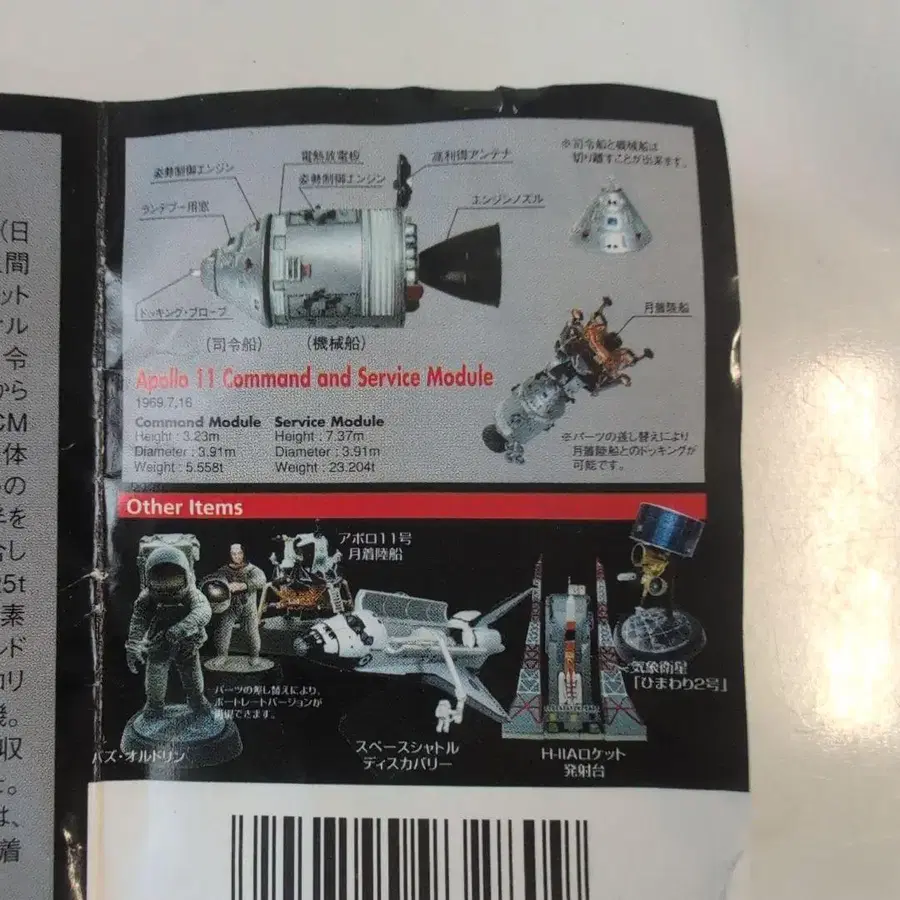 (日
間
ット
オル
令
から
CM
体
の
を
5t
素
ルド
機。
収
は、
着
姿勢制御エンジン
電熱放電板
姿勢制御エンジン
高利得アンテナ
※司令船と機械船は
切り離すことが出来ます。
ランデブー用窓
エンジンノズル
ドッキング・プローブ
(司令船)
(機械船)
月着陸船
Apollo 11 Command and Service Module
1969.7.16
Command Module Service Module
Height : 3.23m Height : 7.37m
Diameter : 3.91m Diameter : 3.91m
Weight : 5.558t Weight : 23.204t
※パーツの差し替えにより
月着陸船とのドッキングが
可能です。
Other Items
アポロ11号
月着陸船
パーツの差し替えにより、
ポートレートバージョンが
できます。
バズ・オルドリン
スペースシャトル
ディスカバリー
H-IIAロケット
発射台
気象衛星
「ひまわり2号」